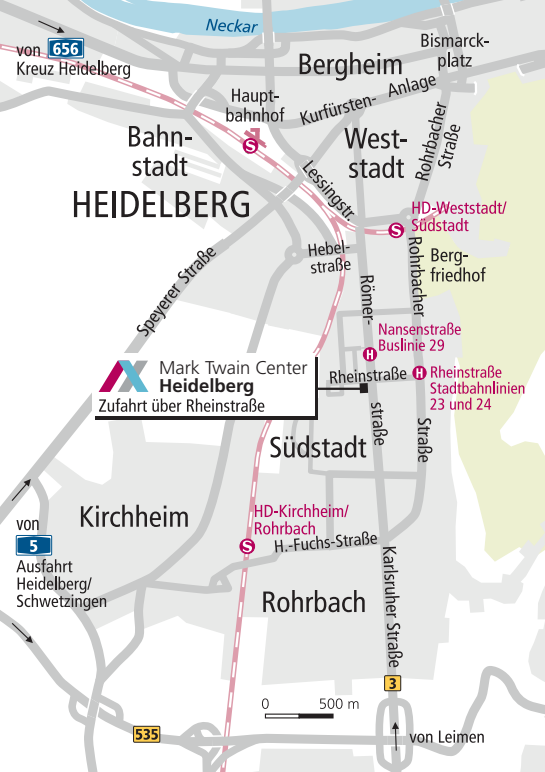 Neckar
von 656
Kreuz Heidelberg
Bismarck-
platz
Bergheim
Haupt-
bahnhof
Kurfürsten- Anlage
Bahn-
stadt
S
West-
stadt
Rohrbacher
Straße
Lessingstr
HEIDELBERG
HD-Weststadt/
Südstadt
S
Hebel-
straße
Rohrbacher
Berg-
friedhof
Speyerer Straße
Römer-
Nansenstraße
Buslinie 29
H
Mark Twain Center
Heidelberg
Zufahrt über Rheinstraße
Rheinstraße
H
Rheinstraße
Stadtbahnlinien
23 und 24
straße
Straße
Südstadt
Kirchheim
HD-Kirchheim/
Rohrbach
S
von
5
Ausfahrt
Heidelberg/
Schwetzingen
H.-Fuchs-Straße
Karlsruher Straße
Rohrbach
3
0 500 m
535
von Leimen